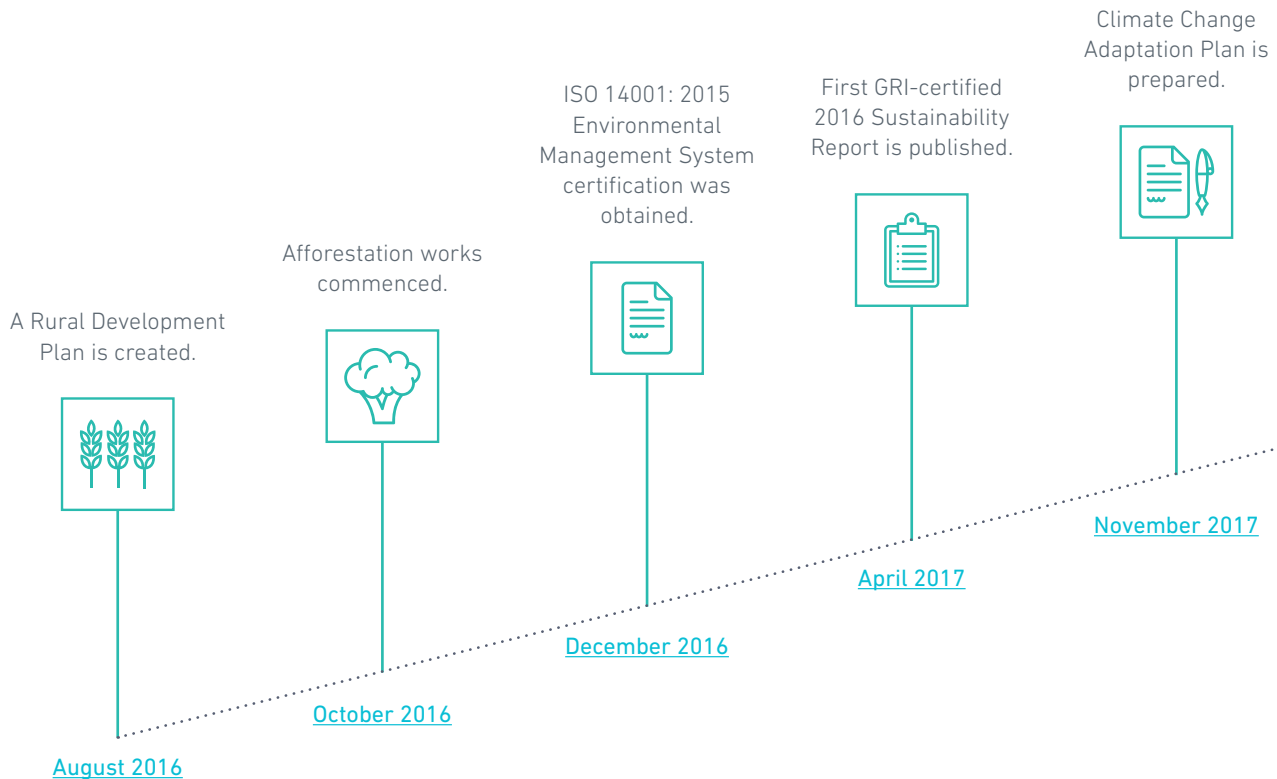 A Rural Development
Plan is created.
August 2016
Afforestation works
commenced.
October 2016
ISO 14001: 2015
Environmental
Management System
certification was
obtained.
December 2016
First GRI-certified
2016 Sustainability
Report is published.
April 2017
Climate Change
Adaptation Plan is
prepared.
November 2017